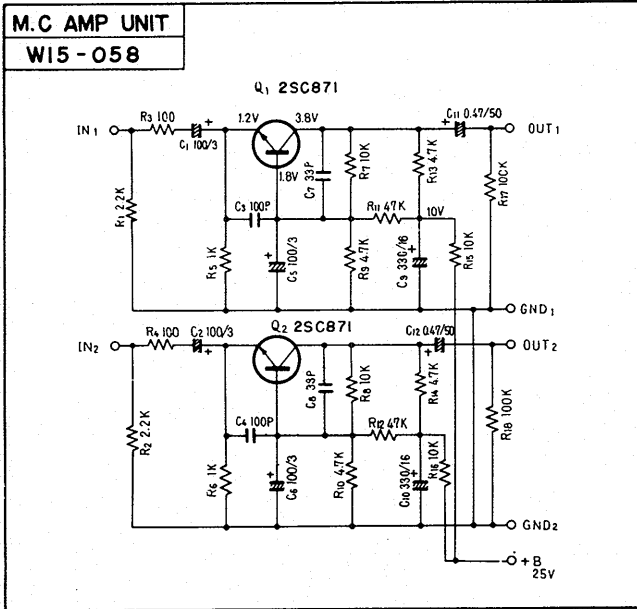 M.C AMP UNIT
W15-058
Q1 2SC871
IN1
R3 100
C1 100/3
+
1.2V
3.8V
1.8V
C11 0.47/50
+
OUT1
R1 2.2K
C3 100P
R5 1K
+
C5 100/3
C7 33P
R7 10K
R13 4.7K
R11 47K
10V
R9 4.7K
+
C9 330/16
R15 10K
R17 100K
GND1
Q2 2SC871
IN2
R4 100
C2 100/3
+
C12 0.47/50
+
OUT2
R2 2.2K
C4 100P
R6 1K
+
C6 100/3
C8 33P
R8 10K
R14 4.7K
R12 47K
R10 4.7K
+
C10 330/16
R16 10K
R18 100K
GND2
+B
25V